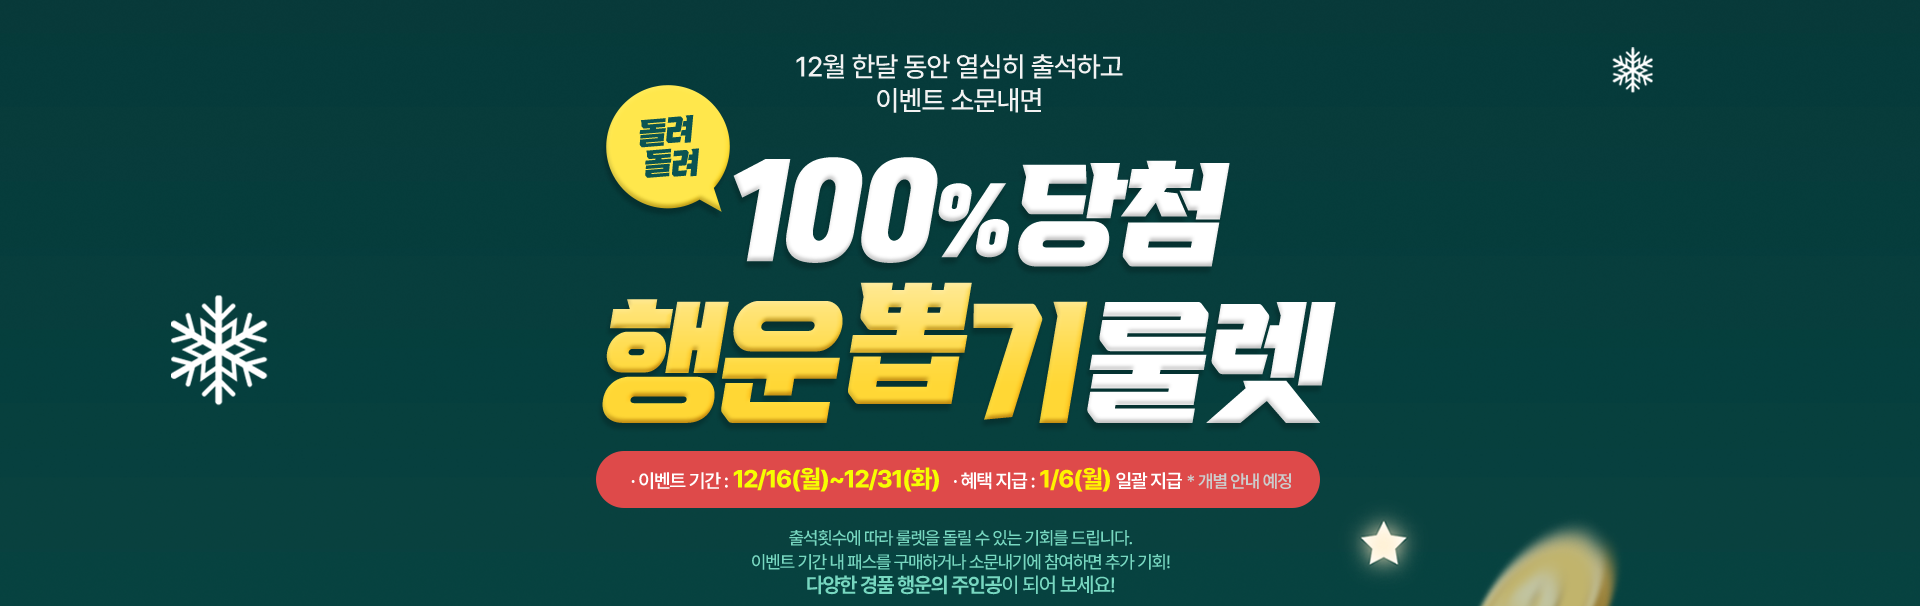 12월 한달 동안 열심히 출석하고
이벤트 소문내면
돌려
돌려
100%당첨
행운뽑기룰렛
· 이벤트 기간 : 12/16(월)~12/31(화) · 혜택 지급 : 1/6(월) 일괄 지급 * 개별 안내 예정
출석횟수에 따라 룰렛을 돌릴 수 있는 기회를 드립니다.
이벤트 기간 내 패스를 구매하거나 소문내기에 참여하면 추가 기회!
다양한 경품 행운의 주인공이 되어 보세요!